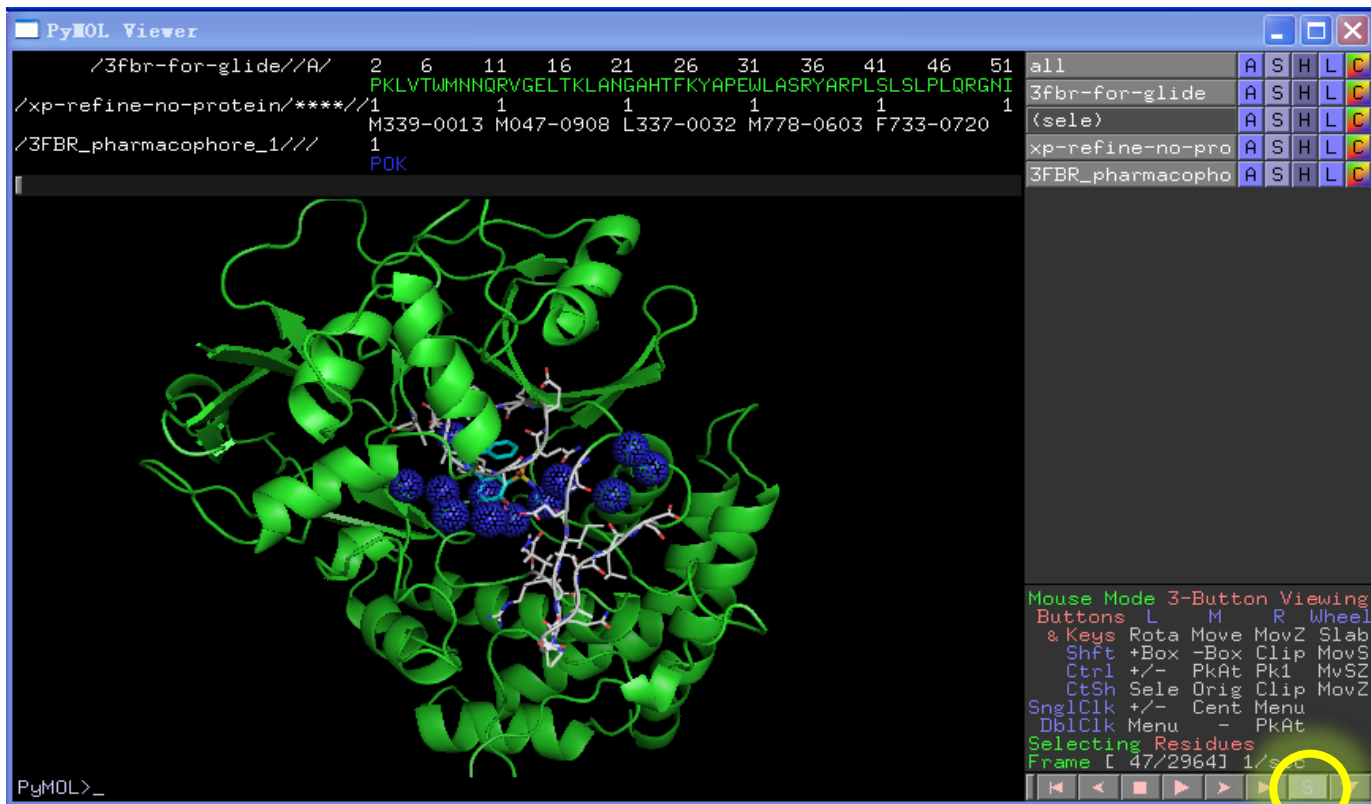 PyMOL Viewer
/3fbr-for-glide//A/ 2 6 11 16 21 26 31 36 41 46 51
PKLVTWMNNQRVGELTKLANGAHTFKYAPEWLASRYARPLSLSLPLQRGNI
/xp-refine-no-protein/****//1 1 1 1 1 1
M339-0013 M047-0908 L337-0032 M778-0603 F733-0720
/3FBR_pharmacophore_1/// 1
POK
all A S H L C
3fbr-for-glide A S H L C
(sele) A S H L C
xp-refine-no-pro A S H L C
3FBR_pharmacopho A S H L C
Mouse Mode 3-Button Viewing
Buttons L M R Wheel
& Keys Rota Move MovZ Slab
Shft +Box -Box Clip MovS
Ctrl +/- PkAt Pk1 MvSZ
CtSh Sele Orig Clip MovZ
SnglClk +/- Cent Menu
DblClk Menu - PkAt
Selecting Residues
Frame [ 47/2964] 1/sec
S
PyMOL>_